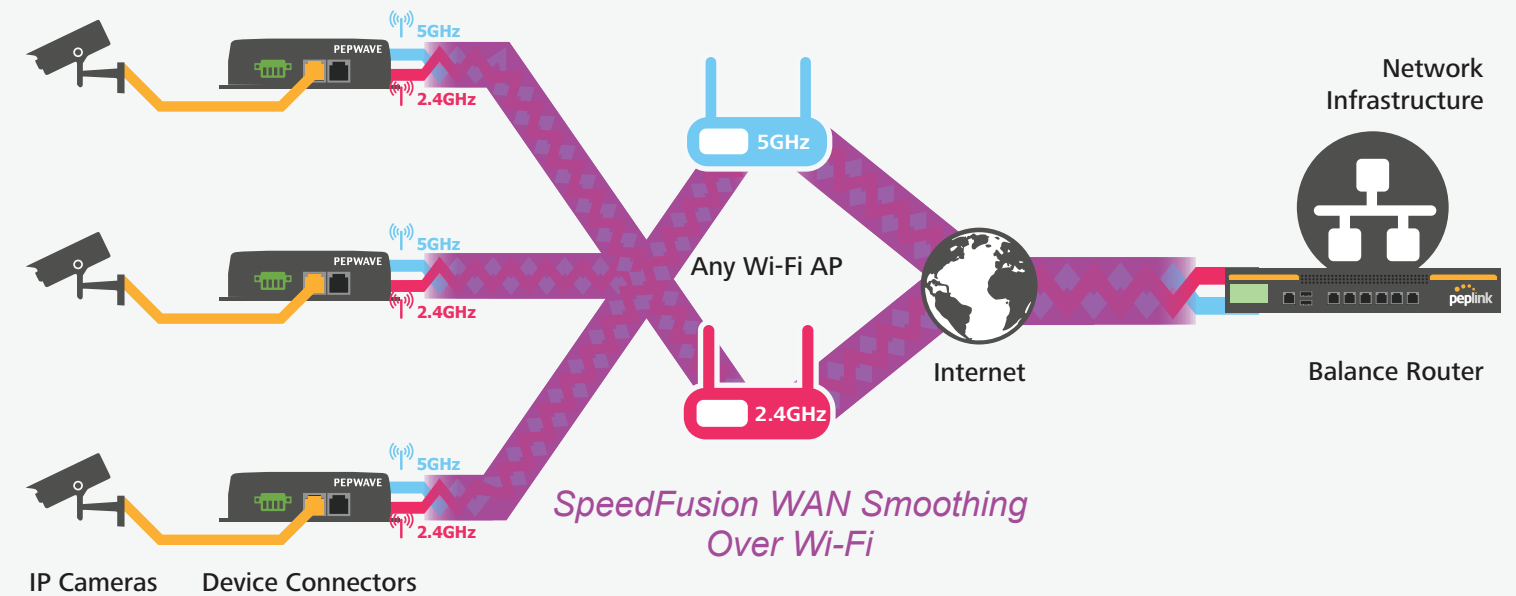 5GHz
PEPWAVE
2.4GHz
5GHz
Network
Infrastructure
5GHz
PEPWAVE
2.4GHz
Any Wi-Fi AP
peplink
Internet
Balance Router
2.4GHz
5GHz
PEPWAVE
2.4GHz
SpeedFusion WAN Smoothing
Over Wi-Fi
IP Cameras
Device Connectors